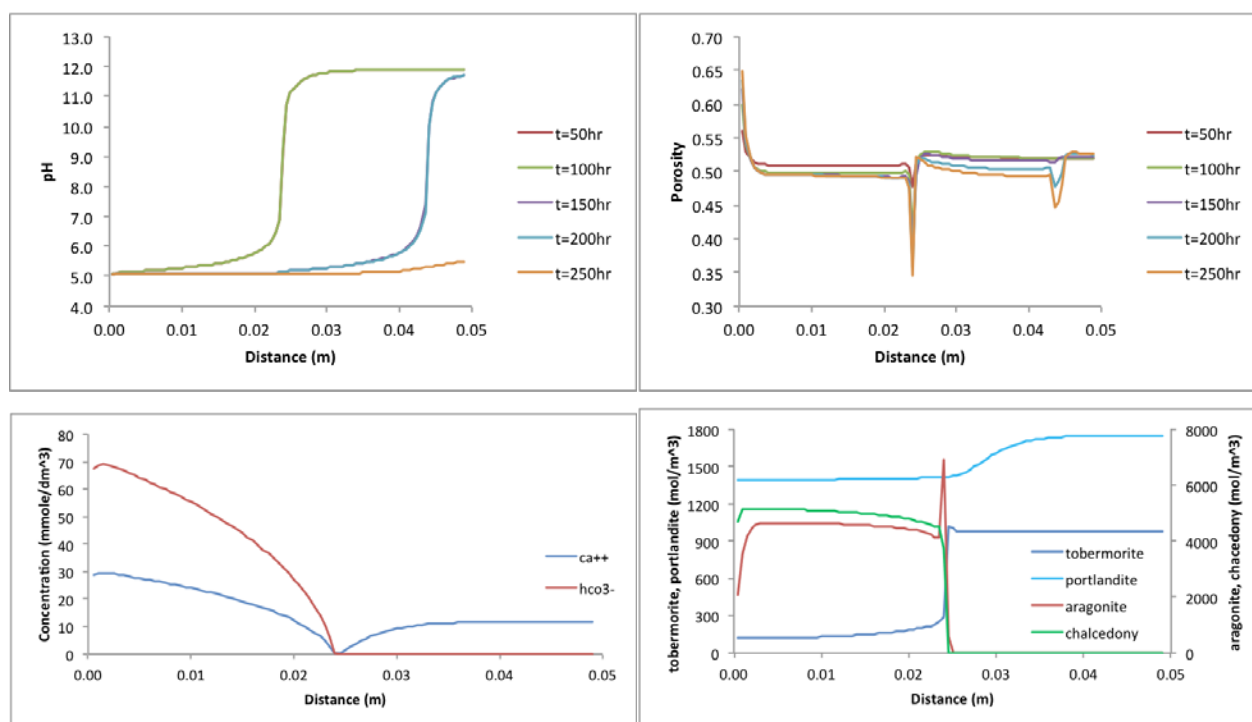 13.0
12.0
11.0
10.0
9.0
8.0
7.0
6.0
5.0
4.0
pH
0.00 0.01 0.02 0.03 0.04 0.05
Distance (m)
t=50hr
t=100hr
t=150hr
t=200hr
t=250hr
0.70
0.65
0.60
0.55
0.50
0.45
0.40
0.35
0.30
Porosity
0.00 0.01 0.02 0.03 0.04 0.05
Distance (m)
t=50hr
t=100hr
t=150hr
t=200hr
t=250hr
80
70
60
50
40
30
20
10
0
Concentration (mmole/dm^3)
0.00 0.01 0.02 0.03 0.04 0.05
Distance (m)
ca++
hco3-
1800
1500
1200
900
600
300
0
tobermorite, portlandite (mol/m^3)
0.00 0.01 0.02 0.03 0.04 0.05
Distance (m)
tobermorite
portlandite
aragonite
chalcedony
8000
6000
4000
2000
0
aragonite, chacedony (mol/m^3)